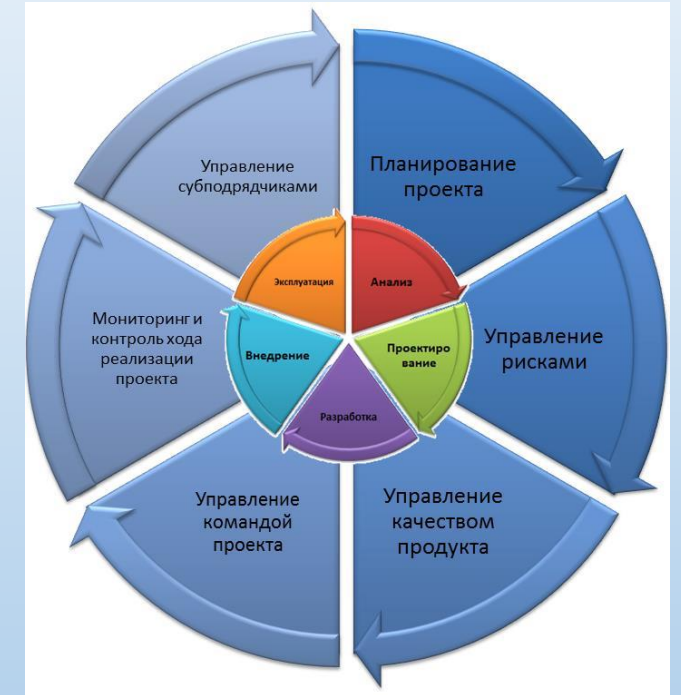 Управление
субподрядчиками
Планирование
проекта
Эксплуатация
Анализ
Мониторинг и
контроль хода
реализации
проекта
Внедрение
Проектиро
вание
Управление
рисками
Разработка
Управление
командой
проекта
Управление
качеством
продукта